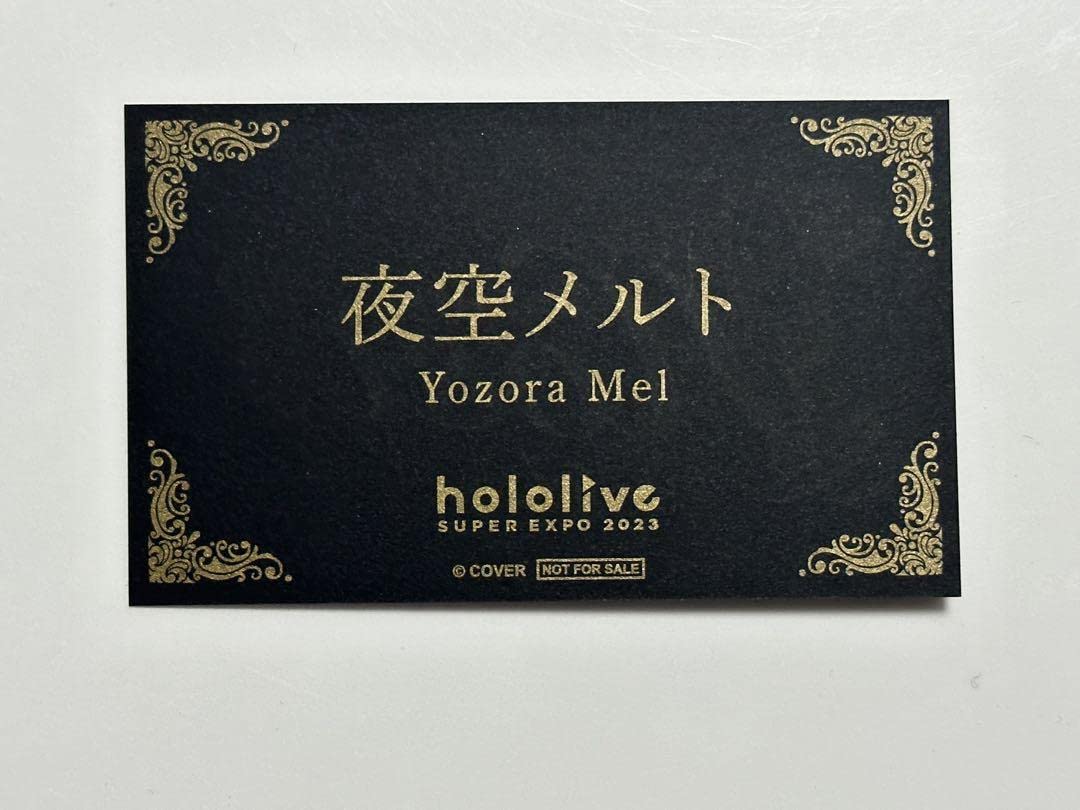 夜空メルト
Yozora Mel
hololive
SUPER EXPO 2023
© COVER NOT FOR SALE